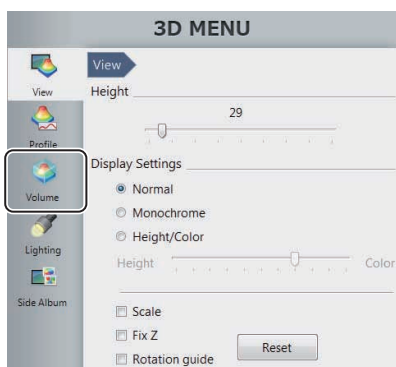 3D MENU
View
View
Height
29
Profile
Display Settings
Normal
Volume
Monochrome
Height/Color
Lighting
Height
Color
Side Album
Scale
Fix Z
Reset
Rotation guide